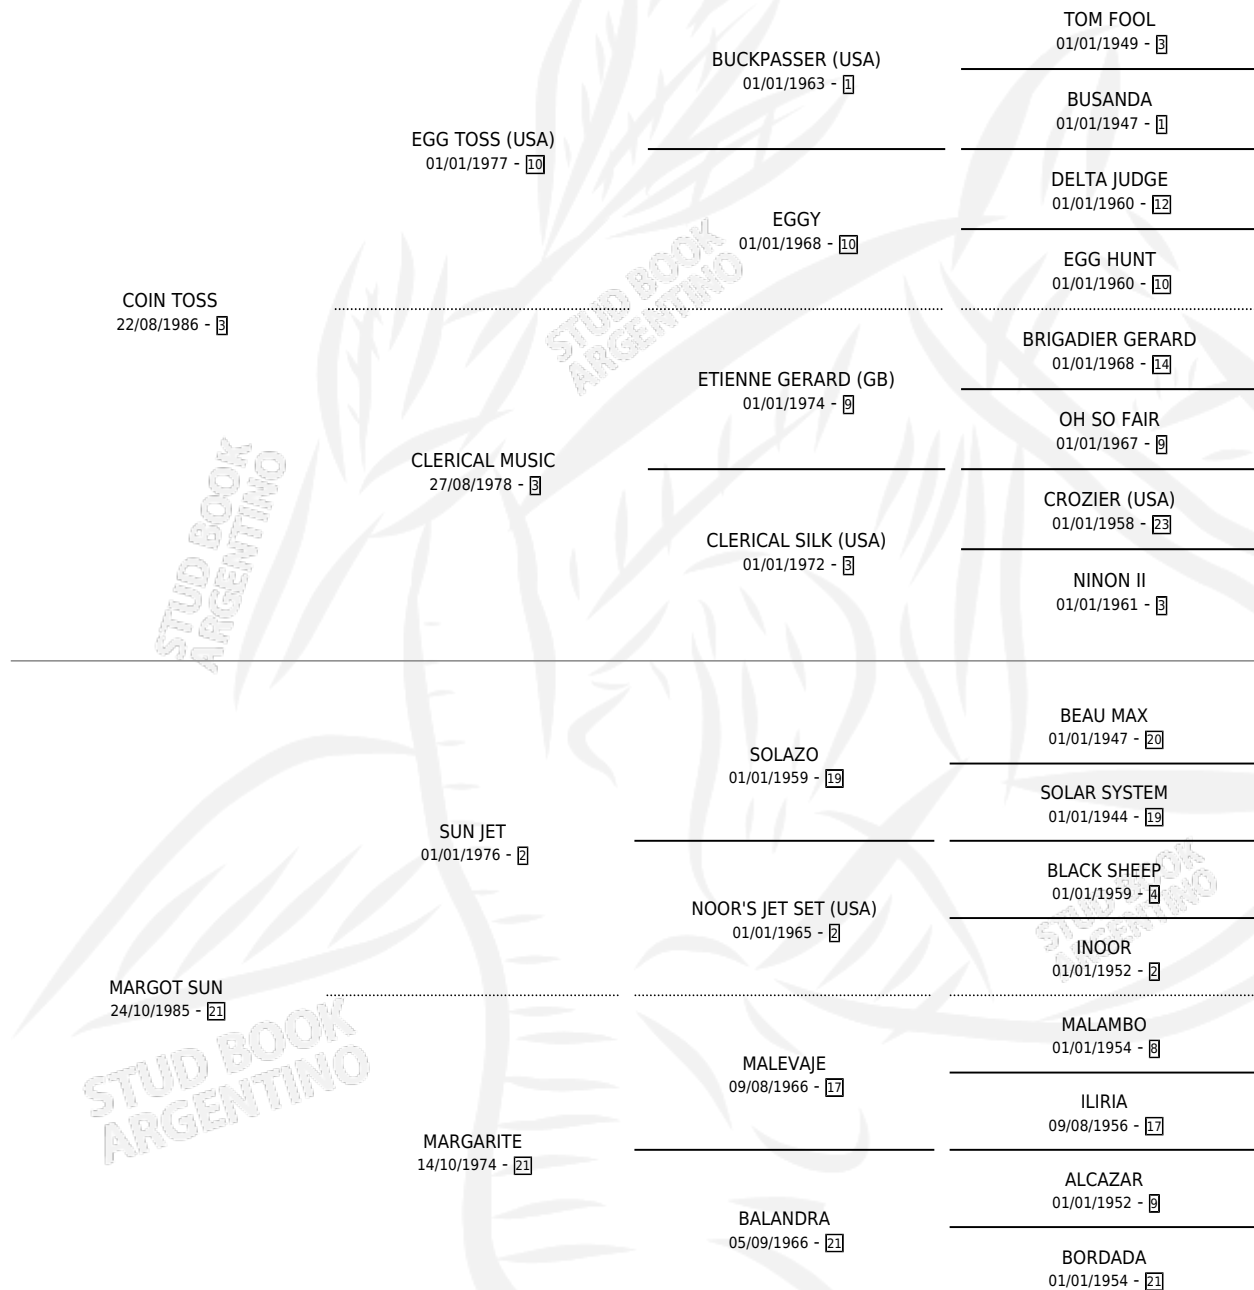 TOM FOOL
01/01/1949 - 3
BUCKPASSER (USA)
01/01/1963 - 1
BUSANDA
01/01/1947 - 1
EGG TOSS (USA)
01/01/1977 - 10
DELTA JUDGE
01/01/1960 - 12
EGGY
01/01/1968 - 10
EGG HUNT
01/01/1960 - 10
COIN TOSS
22/08/1986 - 3
BRIGADIER GERARD
01/01/1968 - 14
ETIENNE GERARD (GB)
01/01/1974 - 9
OH SO FAIR
01/01/1967 - 9
CLERICAL MUSIC
27/08/1978 - 3
CROZIER (USA)
01/01/1958 - 23
CLERICAL SILK (USA)
01/01/1972 - 3
NINON II
01/01/1961 - 3
BEAU MAX
01/01/1947 - 20
SOLAZO
01/01/1959 - 19
SOLAR SYSTEM
01/01/1944 - 19
SUN JET
01/01/1976 - 2
BLACK SHEEP
01/01/1959 - 4
NOOR'S JET SET (USA)
01/01/1965 - 2
INOOR
01/01/1952 - 2
MARGOT SUN
24/10/1985 - 21
MALAMBO
01/01/1954 - 8
MALEVAJE
09/08/1966 - 17
ILIRIA
09/08/1956 - 17
MARGARITE
14/10/1974 - 21
ALCAZAR
01/01/1952 - 9
BALANDRA
05/09/1966 - 21
BORDADA
01/01/1954 - 21
STUD BOOK
ARGENTINO
STUD BOOK
ARGENTINO
STUD BOOK
ARGENTINO
STUD BOOK
ARGENTINO